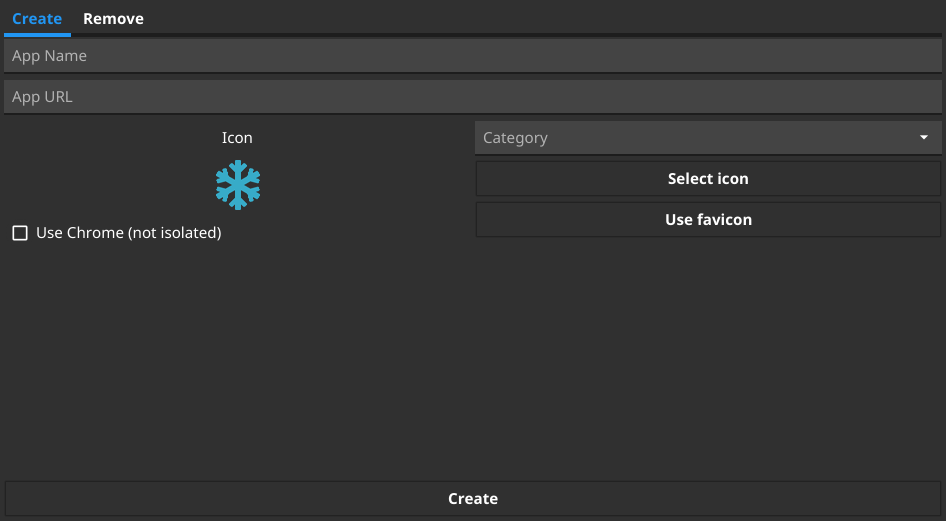 Create Remove
App Name
App URL
Icon
Category
Select icon
Use favicon
Use Chrome (not isolated)
Create